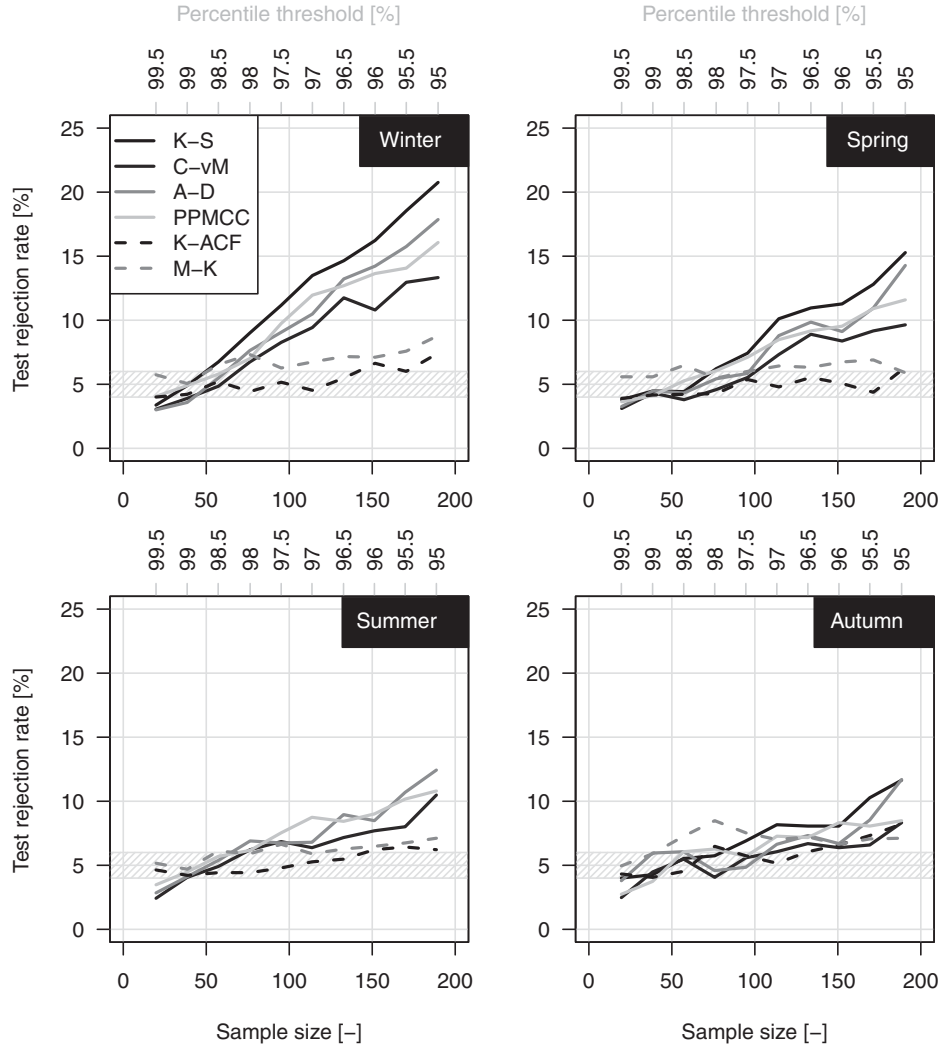 Percentile threshold [%]
Percentile threshold [%]
99.5 99 98.5 98 97.5 97 96.5 96 95.5 95
99.5 99 98.5 98 97.5 97 96.5 96 95.5 95
Test rejection rate [%]
25
20
15
10
5
0
K–S
C–vM
A–D
PPMCC
K–ACF
M–K
Winter
0 50 100 150 200
25
20
15
10
5
0
Spring
0 50 100 150 200
99.5 99 98.5 98 97.5 97 96.5 96 95.5 95
99.5 99 98.5 98 97.5 97 96.5 96 95.5 95
Test rejection rate [%]
25
20
15
10
5
0
Summer
0 50 100 150 200
Sample size [–]
25
20
15
10
5
0
Autumn
0 50 100 150 200
Sample size [–]